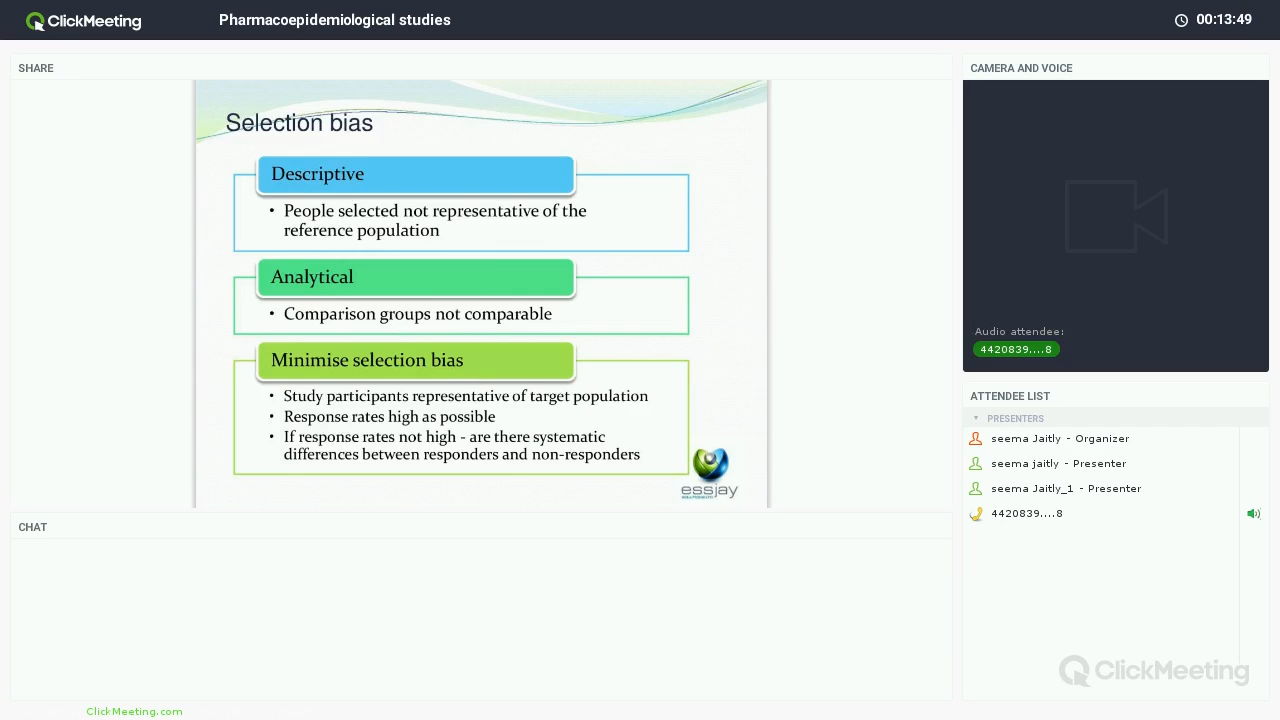 ClickMeeting
Pharmacoepidemiological studies
00:13:49
SHARE
Selection bias
Descriptive
• People selected not representative of the
reference population
Analytical
• Comparison groups not comparable
Minimise selection bias
• Study participants representative of target population
• Response rates high as possible
• If response rates not high - are there systematic
differences between responders and non-responders
essjay
CHAT
ClickMeeting.com
CAMERA AND VOICE
Audio attendee:
4420839....8
ATTENDEE LIST
PRESENTERS
seema Jaitly - Organizer
seema jaitly - Presenter
seema Jaitly_1 - Presenter
4420839....8
ClickMeeting